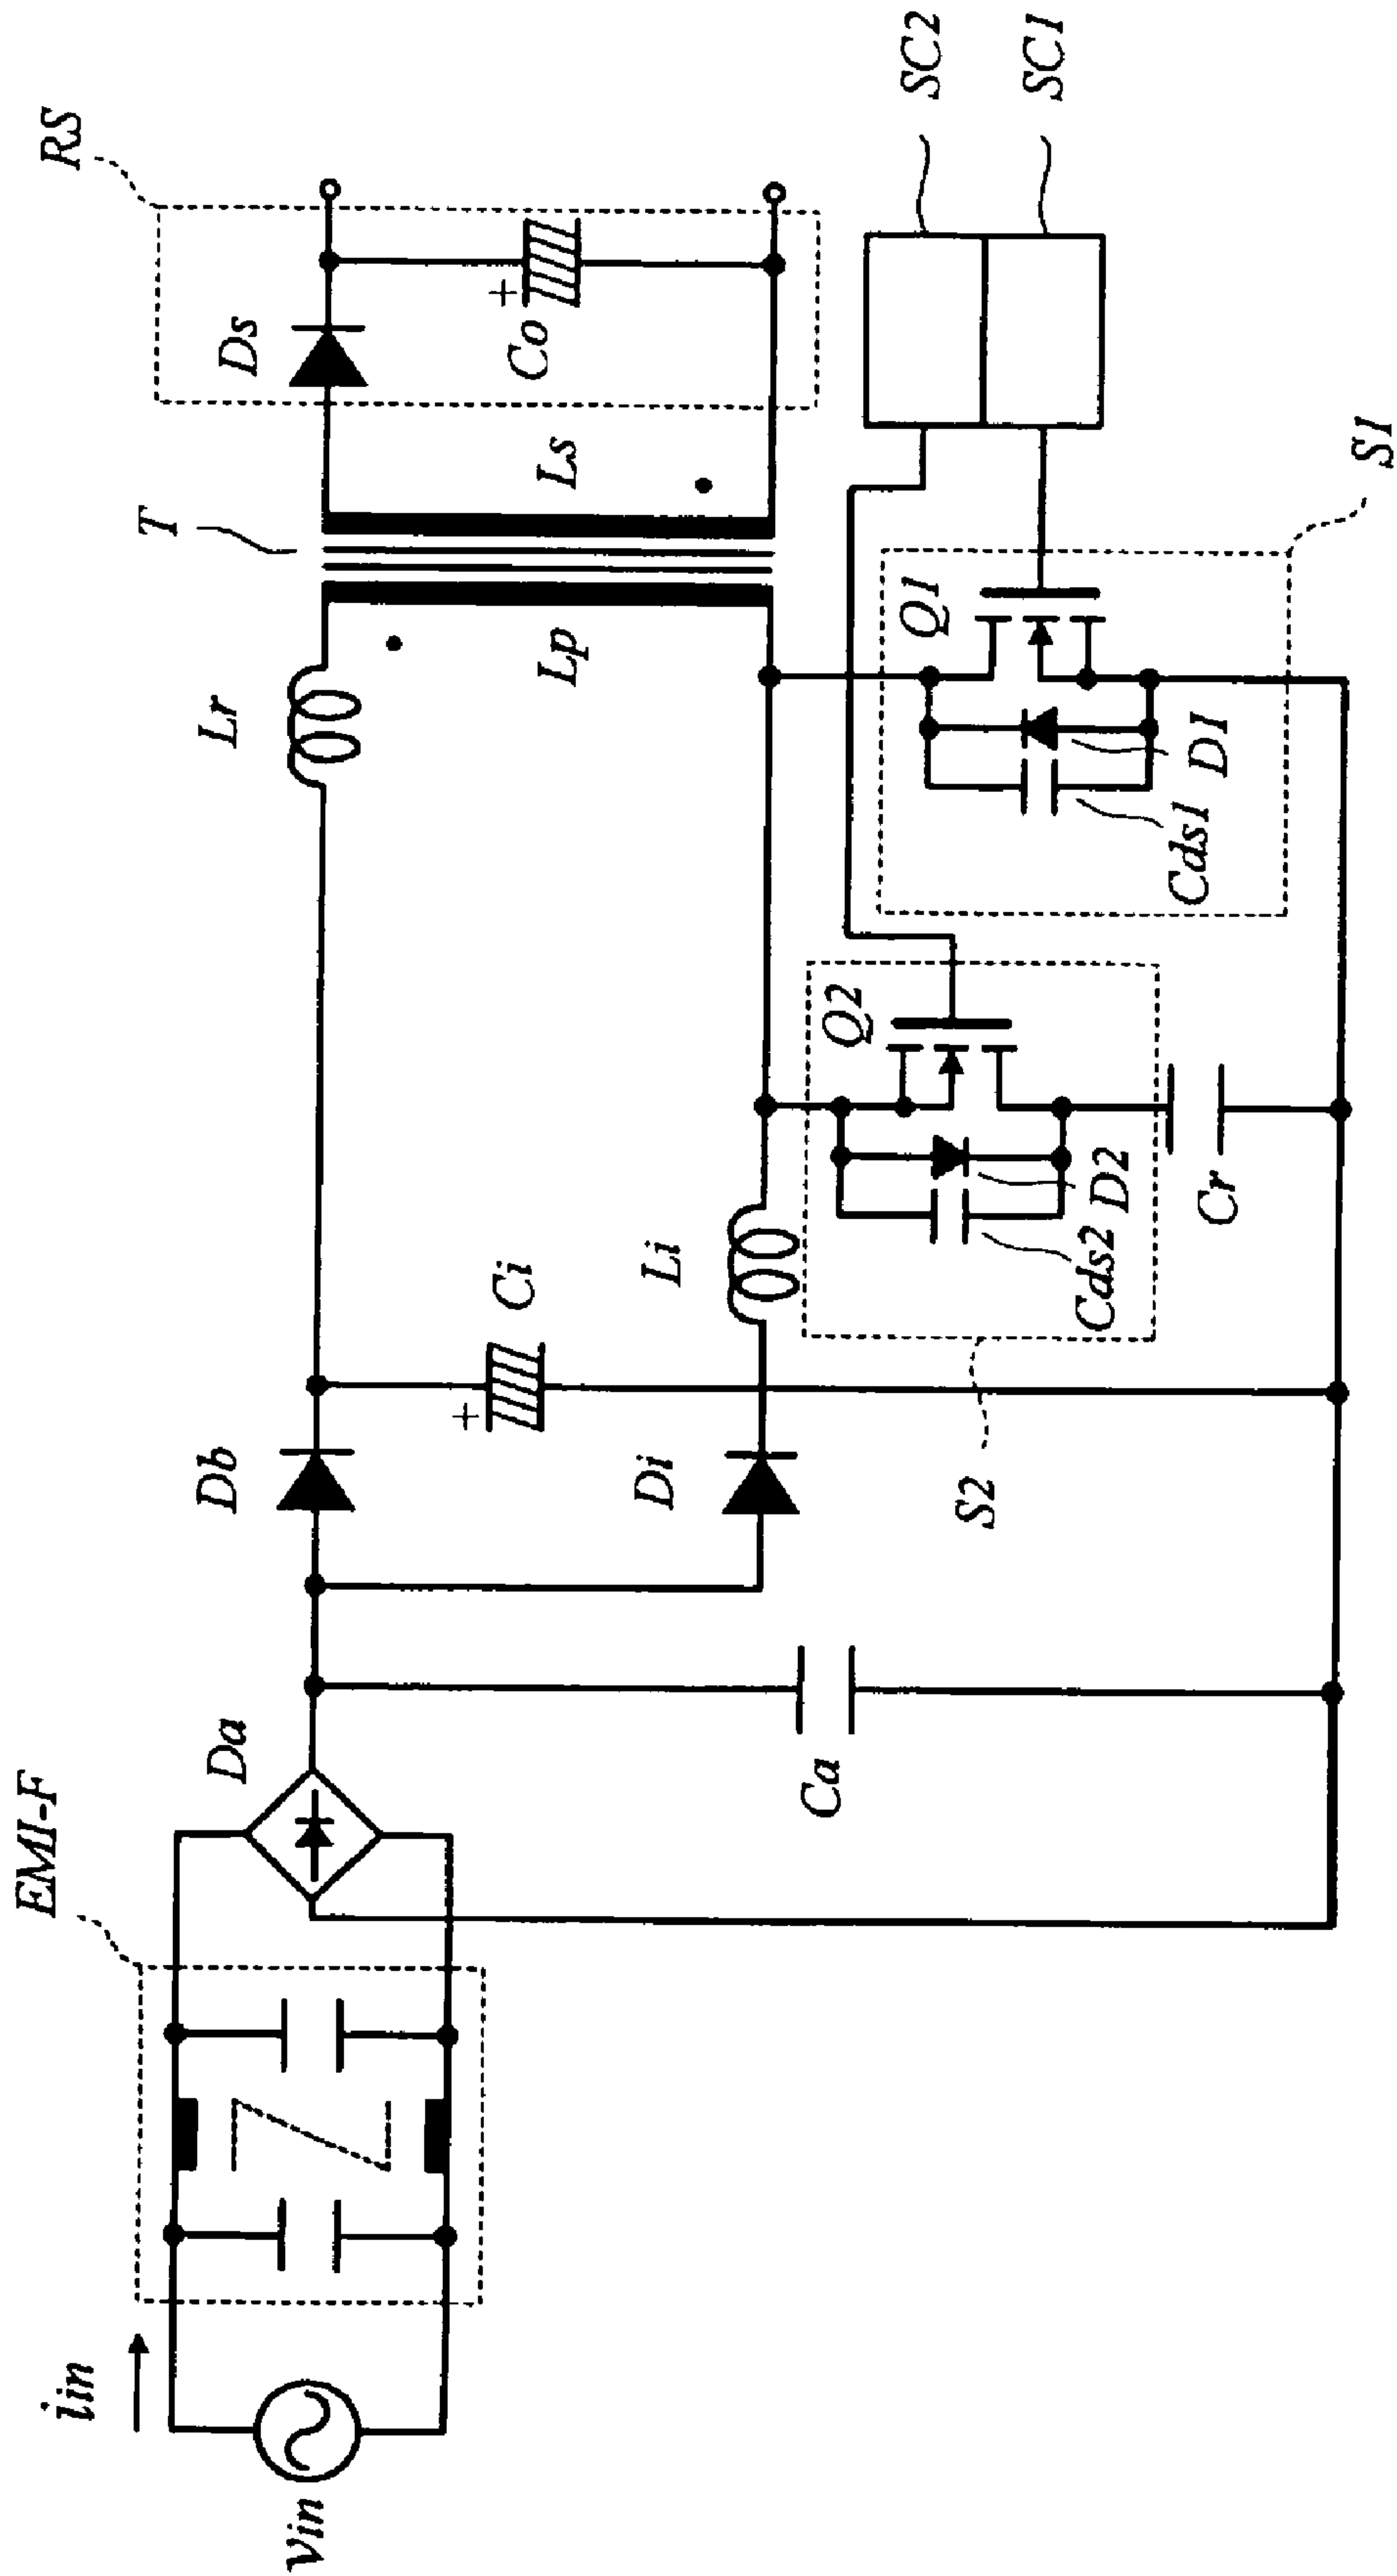 RS
T
EMI-F
SC2
SC1
Ds
Lr
Db
Da
iin
+
Co
Ls
Lp
+
Ci
Li
Di
Vin
Q1
Q2
D1
Cds1
S1
D2
Cds2
S2
Cr
Ca